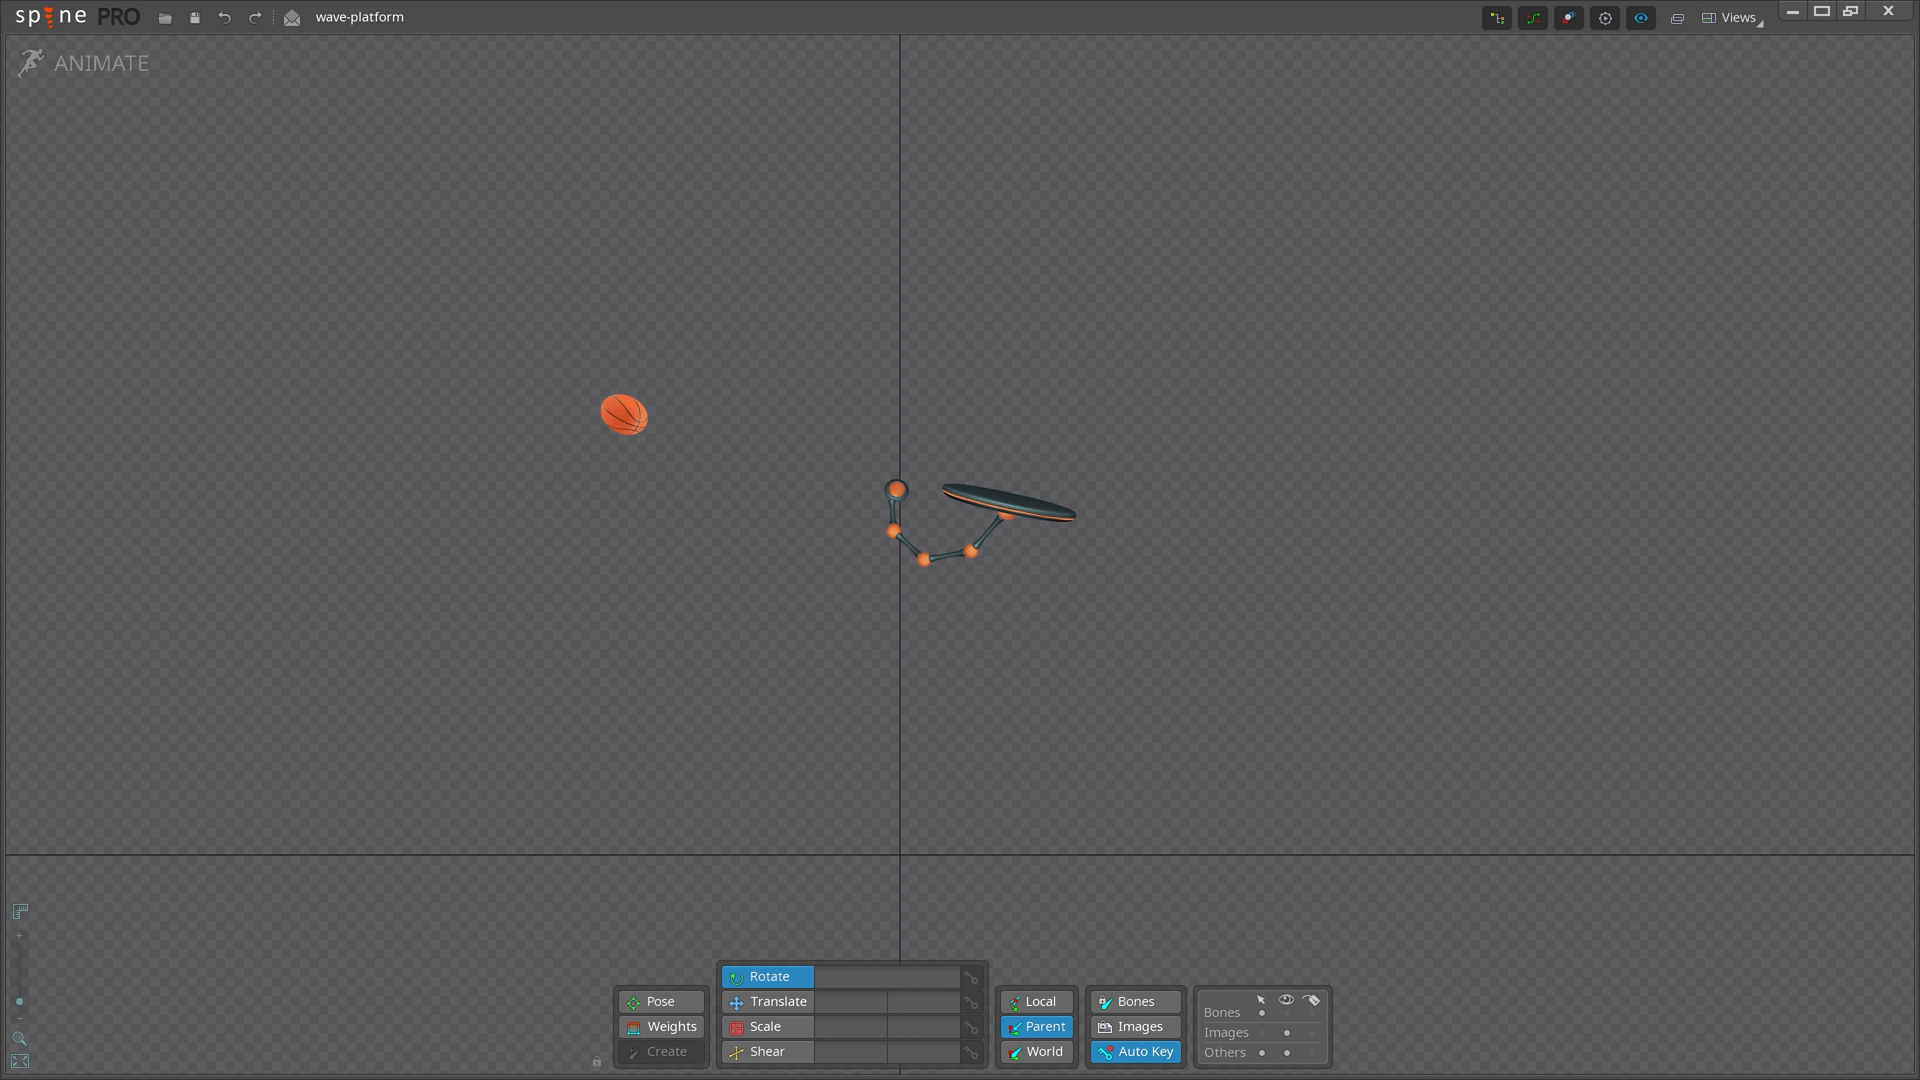 spine PRO
wave-platform
Views
ANIMATE
Rotate
Pose
Translate
Local
Bones
Weights
Scale
Parent
Images
Create
Shear
World
Auto Key
Bones
Images
Others